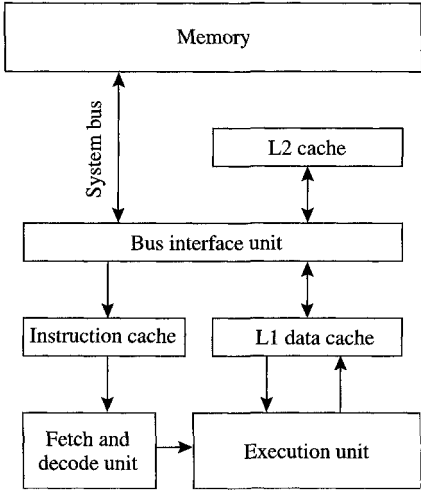 Memory
System bus
L2 cache
Bus interface unit
Instruction cache
L1 data cache
Fetch and
decode unit
Execution unit